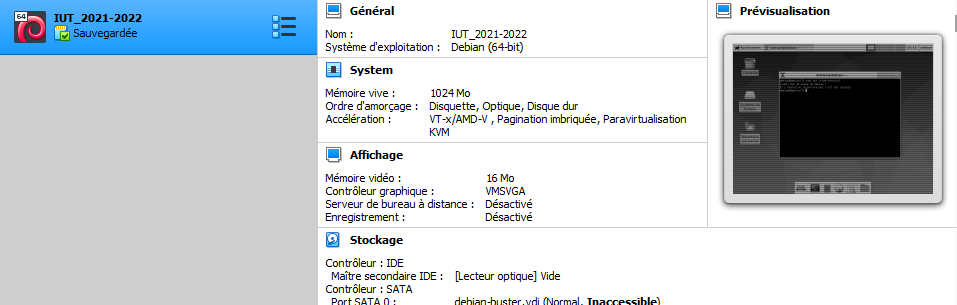 64
IUT_2021-2022
Sauvegardée
Général
Nom : IUT_2021-2022
Système d'exploitation : Debian (64-bit)
System
Mémoire vive : 1024 Mo
Ordre d'amorçage : Disquette, Optique, Disque dur
Accélération : VT-x/AMD-V , Pagination imbriquée, Paravirtualisation
KVM
Affichage
Mémoire vidéo : 16 Mo
Contrôleur graphique : VMSVGA
Serveur de bureau à distance : Désactivé
Enregistrement : Désactivé
Stockage
Contrôleur : IDE
Maître secondaire IDE : [Lecteur optique] Vide
Contrôleur : SATA
Port SATA 0 : debian-buster.vdi (Normal, Inaccessible)
Prévisualisation